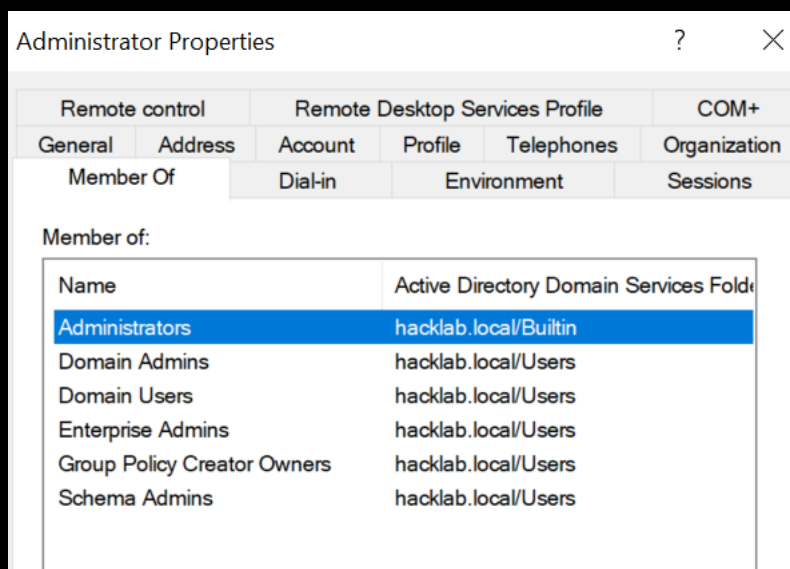 Administrator Properties ? ×
Remote control Remote Desktop Services Profile COM+
General Address Account Profile Telephones Organization
Member Of Dial-in Environment Sessions
Member of:
Name Active Directory Domain Services Folde
Administrators hacklab.local/Builtin
Domain Admins hacklab.local/Users
Domain Users hacklab.local/Users
Enterprise Admins hacklab.local/Users
Group Policy Creator Owners hacklab.local/Users
Schema Admins hacklab.local/Users